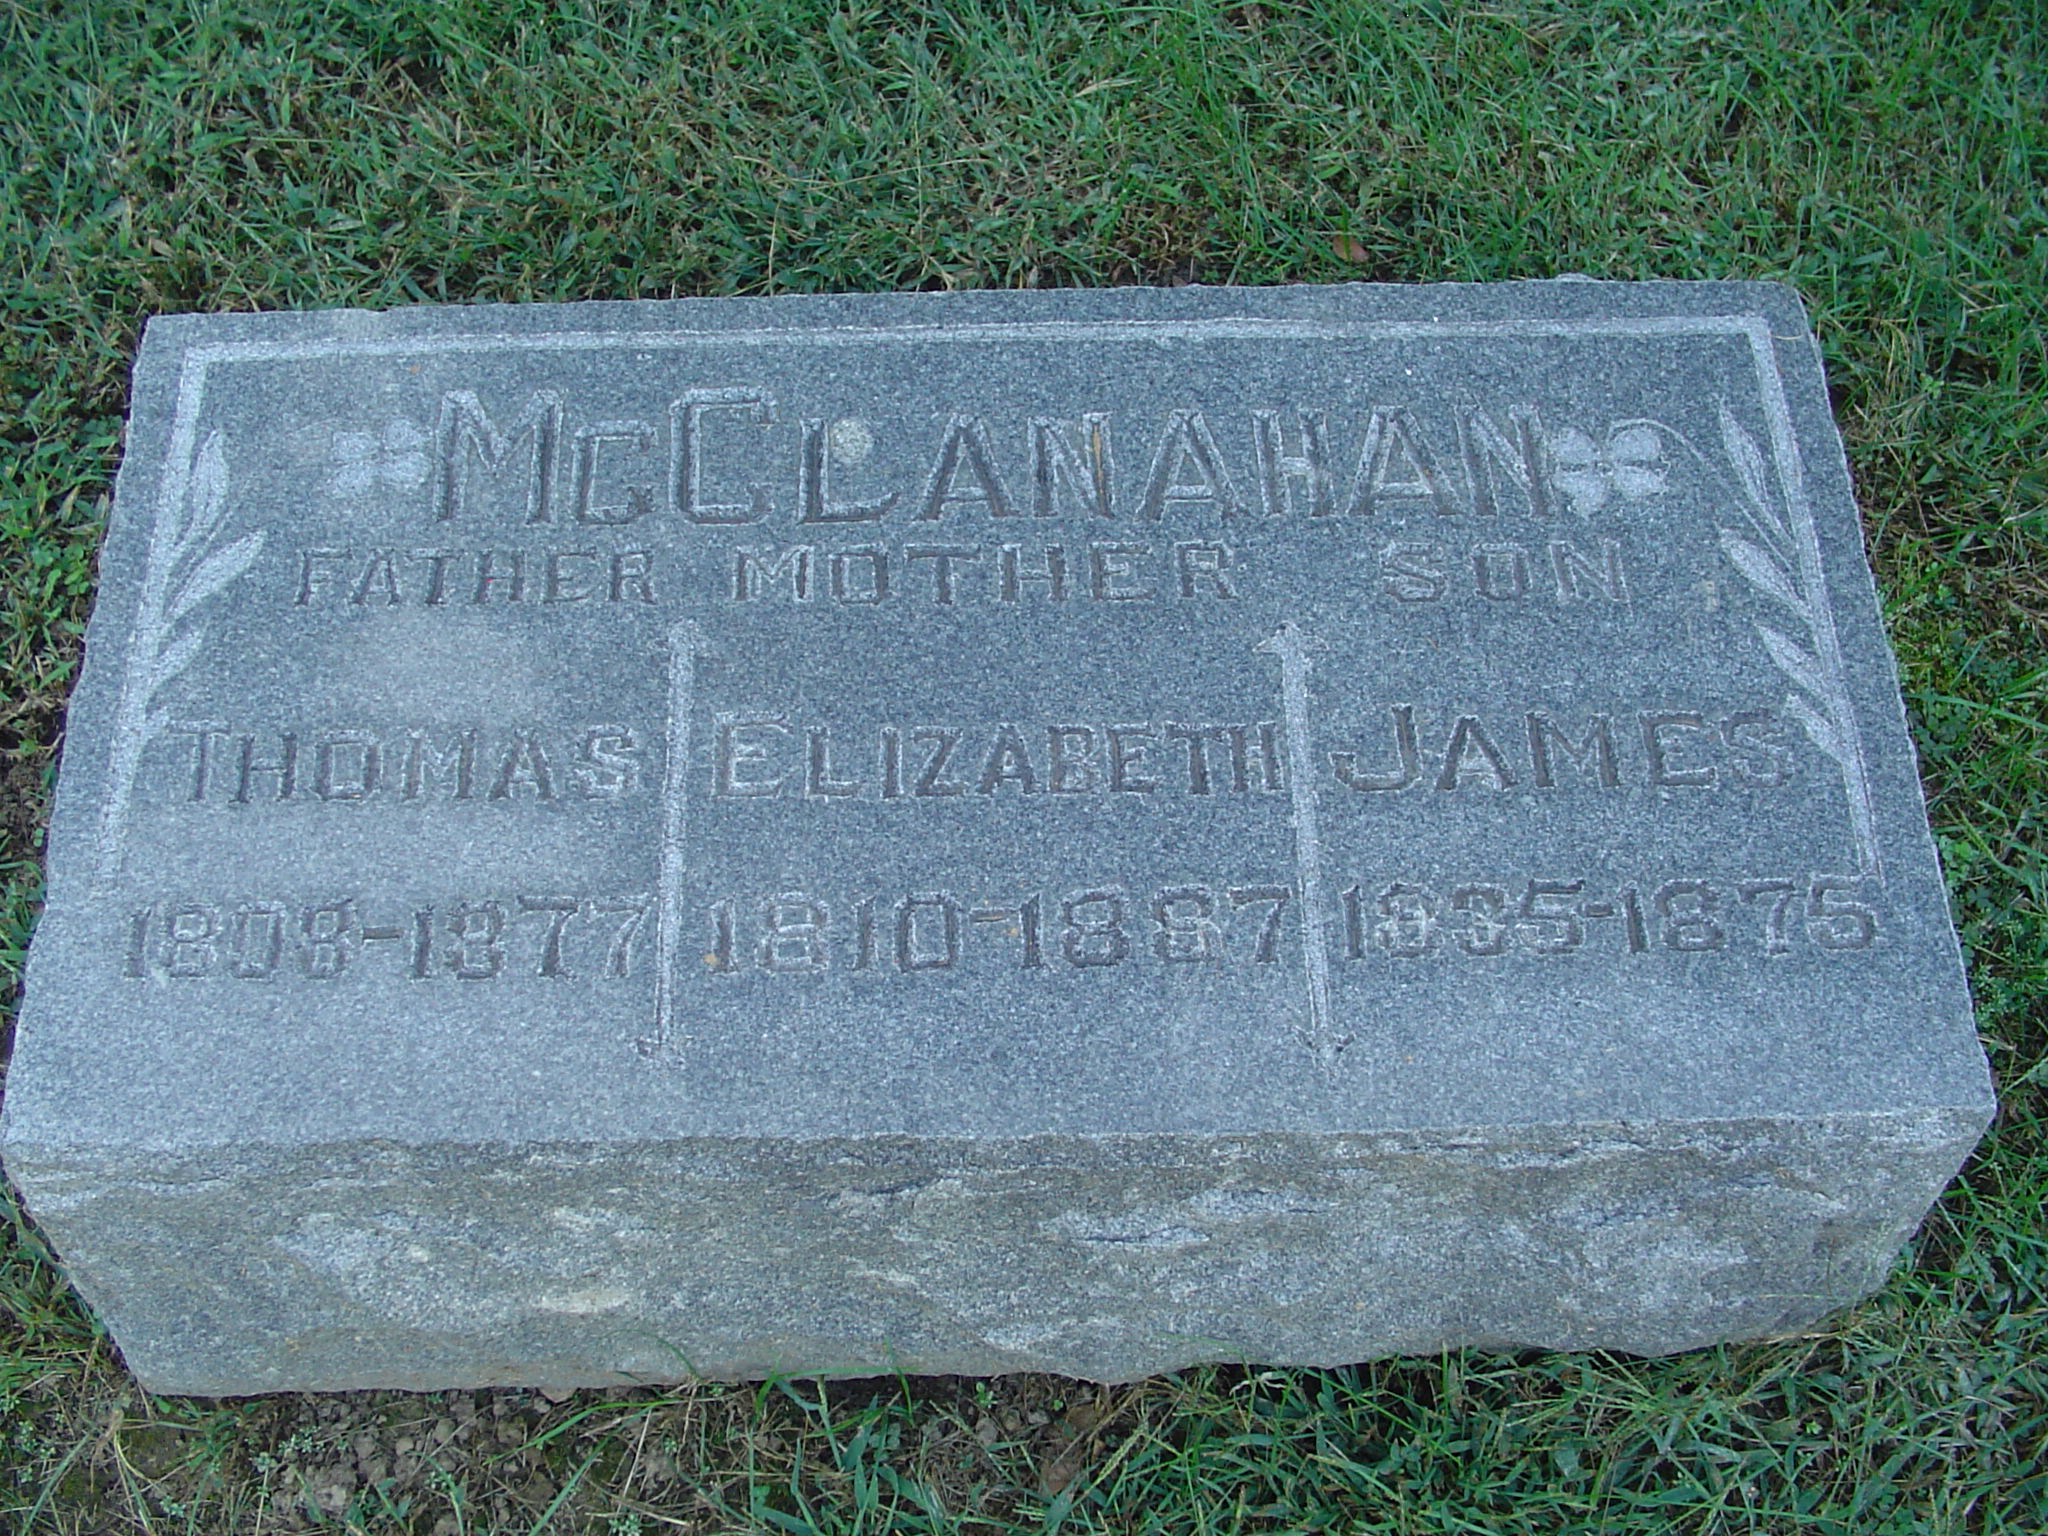 McCLANAHAN
FATHER MOTHER SON
THOMAS ELIZABETH JAMES
1808-1877 1810-1887 1835-1875